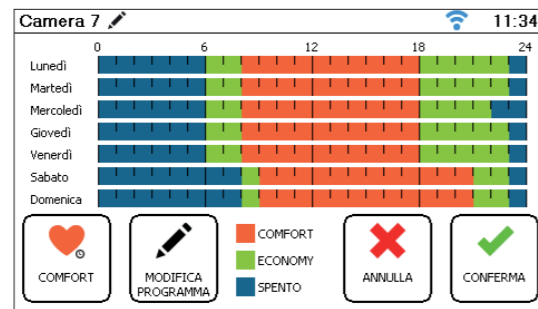 Camera 7 11:34
0 6 12 18 24
Lunedì
Martedì
Mercoledì
Giovedì
Venerdì
Sabato
Domenica
COMFORT
MODIFICA
PROGRAMMA
COMFORT
ECONOMY
SPENTO
ANNULLA
CONFERMA